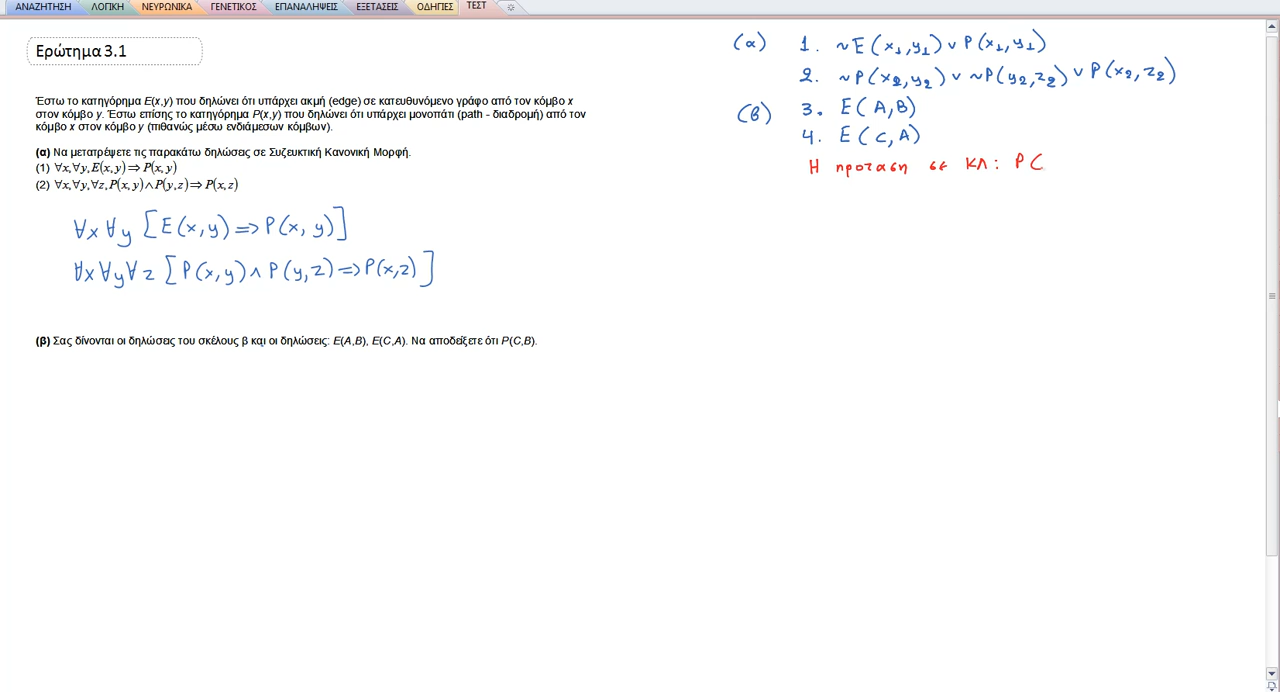 ΑΝΑΖΗΤΗΣΗ ΛΟΓΙΚΗ ΝΕΥΡΩΝΙΚΑ ΓΕΝΕΤΙΚΟΣ ΕΠΑΝΑΛΗΨΕΙΣ ΕΞΕΤΑΣΕΙΣ ΟΔΗΓΙΕΣ ΤΕΣΤ
Ερώτημα 3.1
Έστω το κατηγόρημα E(x,y) που δηλώνει ότι υπάρχει ακμή (edge) σε κατευθυνόμενο γράφο από τον κόμβο x
στον κόμβο y. Έστω επίσης το κατηγόρημα P(x,y) που δηλώνει ότι υπάρχει μονοπάτι (path - διαδρομή) από τον
κόμβο x στον κόμβο y (πιθανώς μέσω ενδιάμεσων κόμβων).
(α) Να μετατρέψετε τις παρακάτω δηλώσεις σε Συζευκτική Κανονική Μορφή.
(1) ∀x,∀y,E(x,y)⇒P(x,y)
(2) ∀x,∀y,∀z,P(x,y)∧P(y,z)⇒P(x,z)
∀x ∀y [E(x,y) => P(x,y)]
∀x ∀y ∀z [P(x,y) ∧ P(y,z) => P(x,z)]
(β) Σας δίνονται οι δηλώσεις του σκέλους β και οι δηλώσεις: E(A,B), E(C,A). Να αποδείξετε ότι P(C,B).
(α) 1. ~E(x₁,y₁) ∨ P(x₁,y₁)
2. ~P(x₂,y₂) ∨ ~P(y₂,z₂) ∨ P(x₂,z₂)
(β) 3. E(A,B)
4. E(C,A)
Η προταση σε ΚΛ: P(